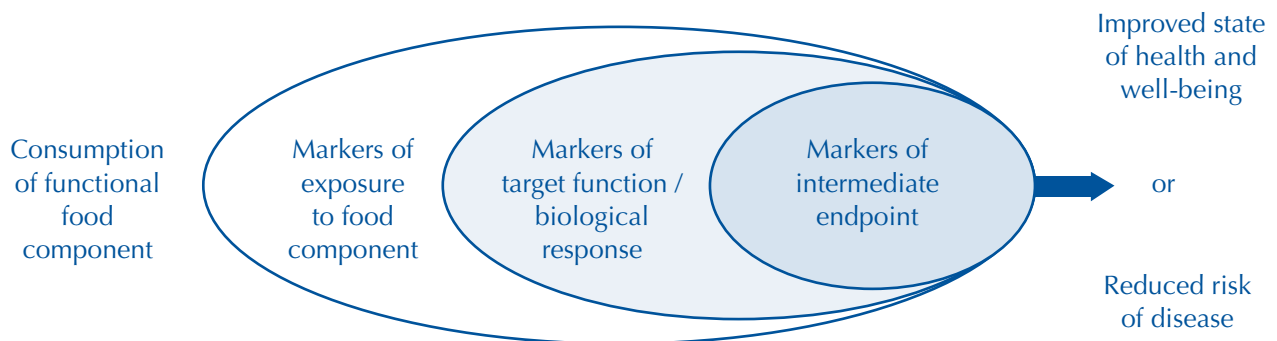 Consumption
of functional
food
component
Markers of
exposure
to food
component
Markers of
target function /
biological
response
Markers of
intermediate
endpoint
Improved state
of health and
well-being
or
Reduced risk
of disease